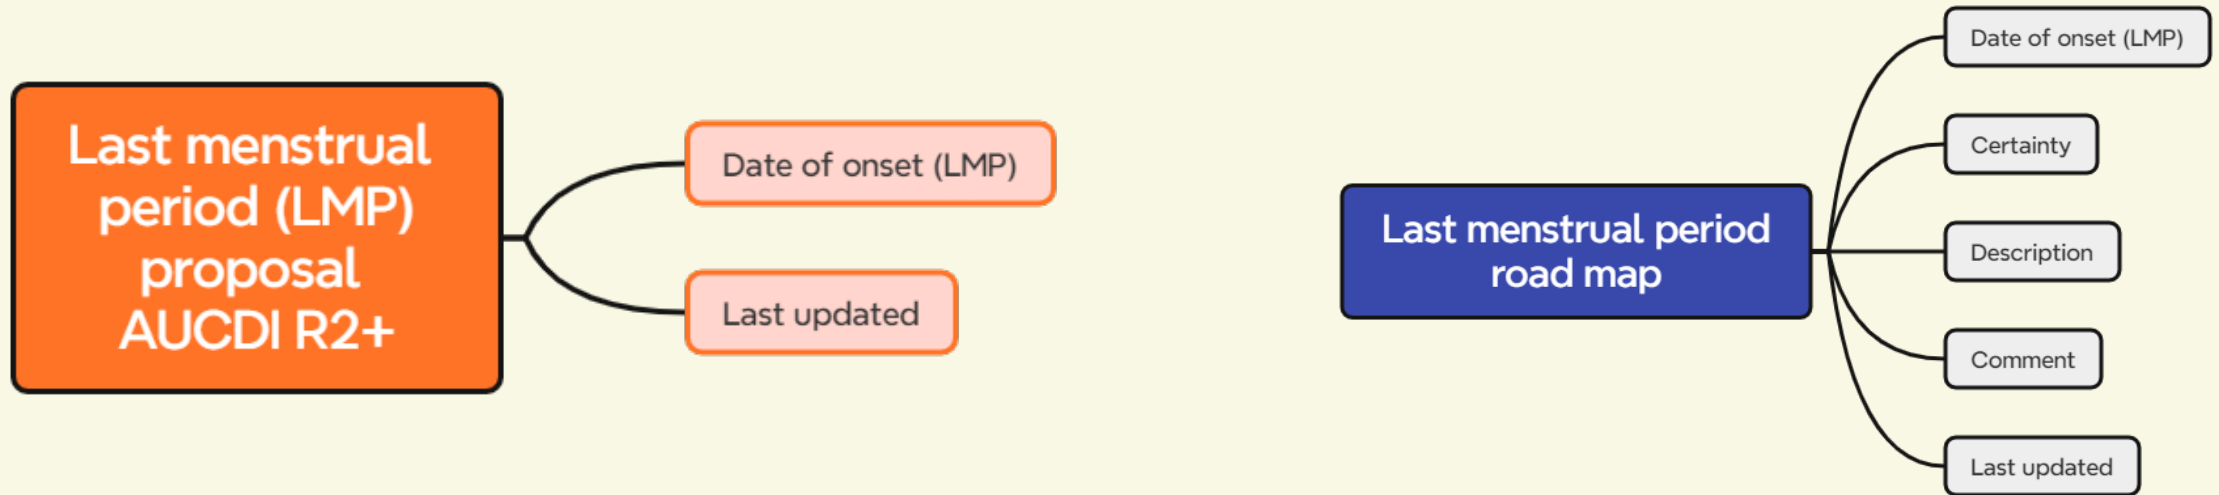 Last menstrual
period (LMP)
proposal
AUCDI R2+
Date of onset (LMP)
Last updated
Last menstrual period
road map
Date of onset (LMP)
Certainty
Description
Comment
Last updated